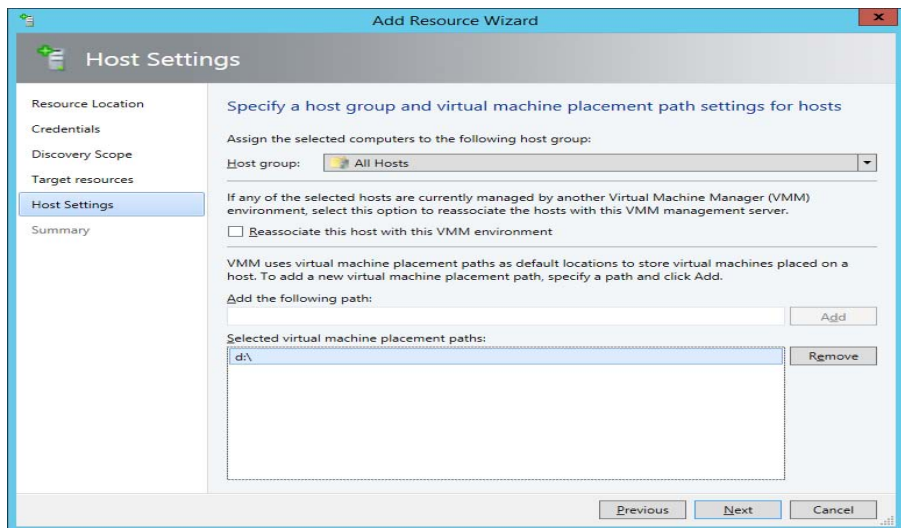 Add Resource Wizard
x
Host Settings
Resource Location
Credentials
Discovery Scope
Target resources
Host Settings
Summary
Specify a host group and virtual machine placement path settings for hosts
Assign the selected computers to the following host group:
Host group: All Hosts
If any of the selected hosts are currently managed by another Virtual Machine Manager (VMM)
environment, select this option to reassociate the hosts with this VMM management server.
Reassociate this host with this VMM environment
VMM uses virtual machine placement paths as default locations to store virtual machines placed on a
host. To add a new virtual machine placement path, specify a path and click Add.
Add the following path:
Add
Selected virtual machine placement paths:
d:\
Remove
Previous Next Cancel